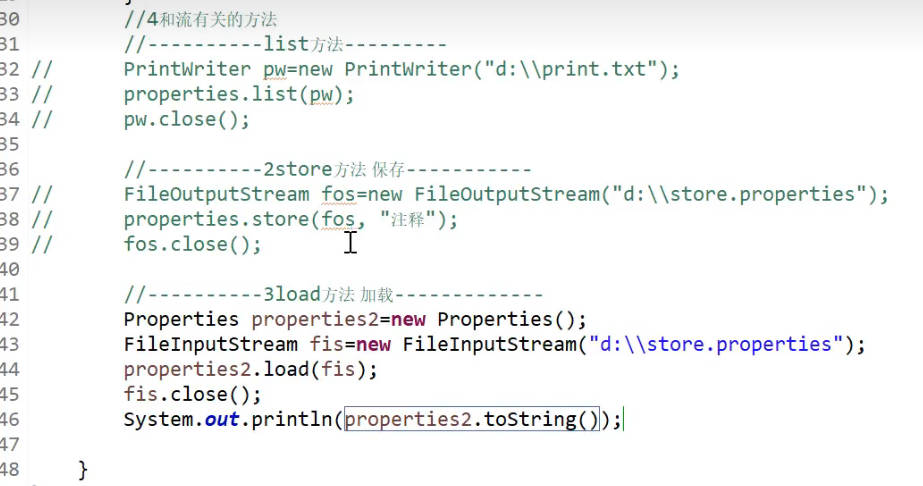 30 //4和流有关的方法
31 //----------list方法---------
32 // PrintWriter pw=new PrintWriter("d:\\print.txt");
33 // properties.list(pw);
34 // pw.close();
35
36 //----------2store方法 保存-----------
37 // FileOutputStream fos=new FileOutputStream("d:\\store.properties");
38 // properties.store(fos, "注释");
39 // fos.close();
40
41 //----------3load方法 加载-------------
42 Properties properties2=new Properties();
43 FileInputStream fis=new FileInputStream("d:\\store.properties");
44 properties2.load(fis);
45 fis.close();
46 System.out.println(properties2.toString());
47
48 }